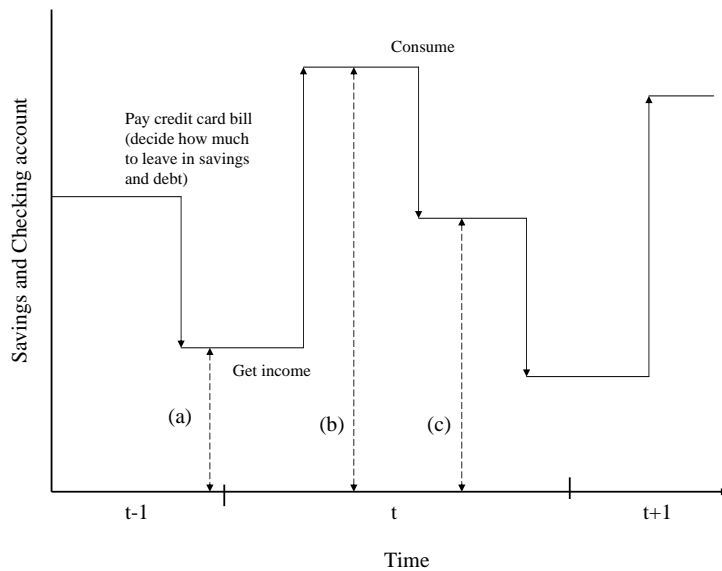 Consume
Pay credit card bill
(decide how much
to leave in savings
and debt)
Savings and Checking account
Get income
(a)
(b)
(c)
t-1
t
t+1
Time